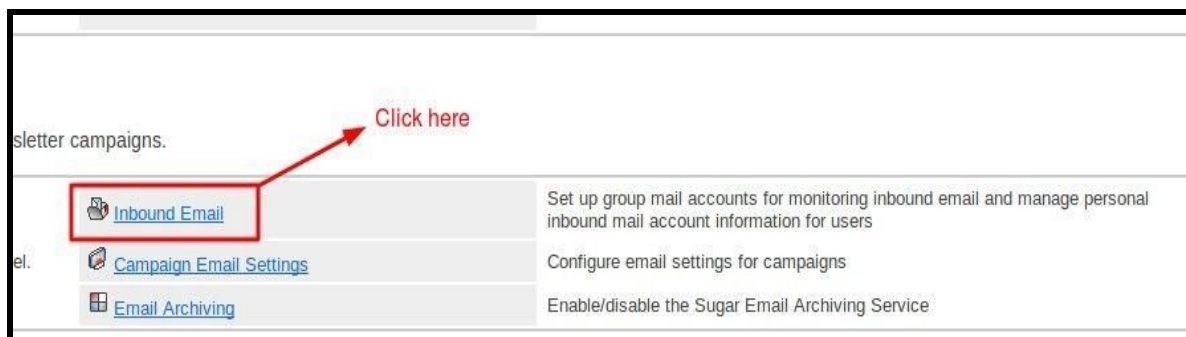 Click here
sletter campaigns.
Inbound Email
Set up group mail accounts for monitoring inbound email and manage personal
inbound mail account information for users
el.
Campaign Email Settings
Configure email settings for campaigns
Email Archiving
Enable/disable the Sugar Email Archiving Service